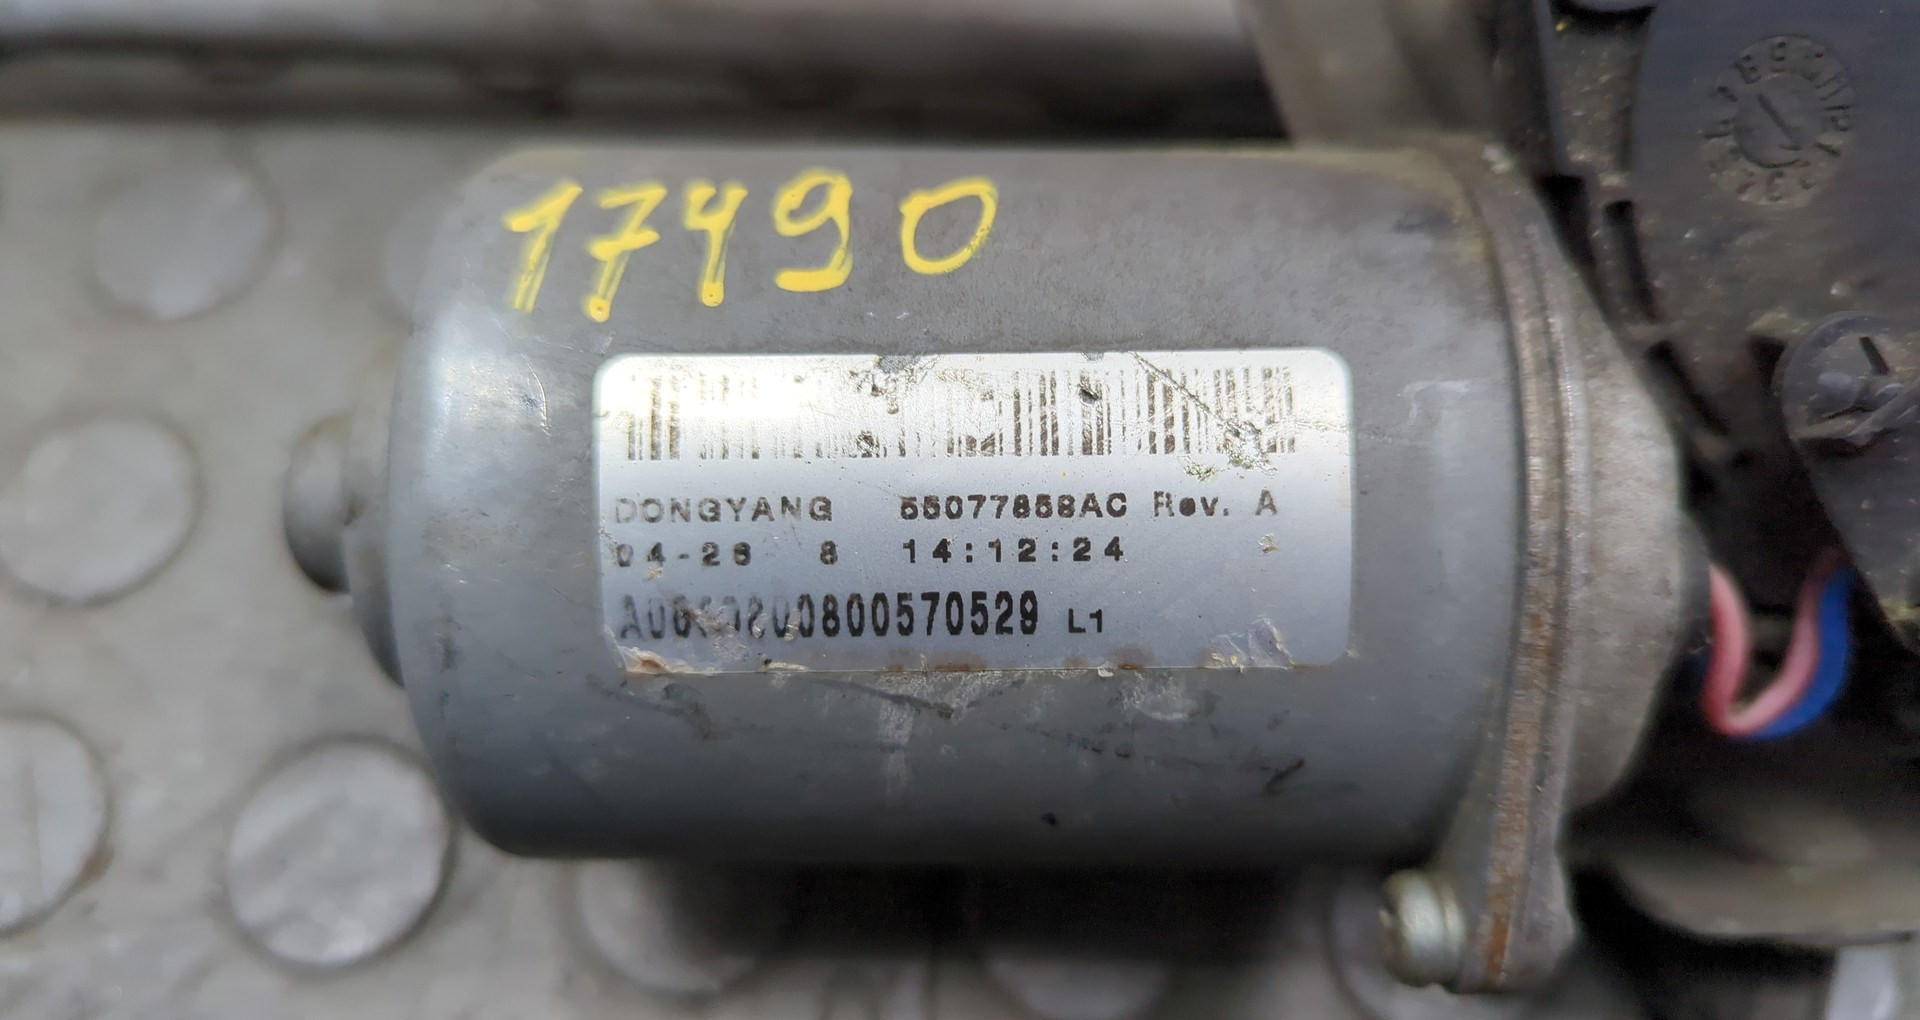 17490
DONGYANG 55077858AC Rev. A
04-28 8 14:12:24
L1